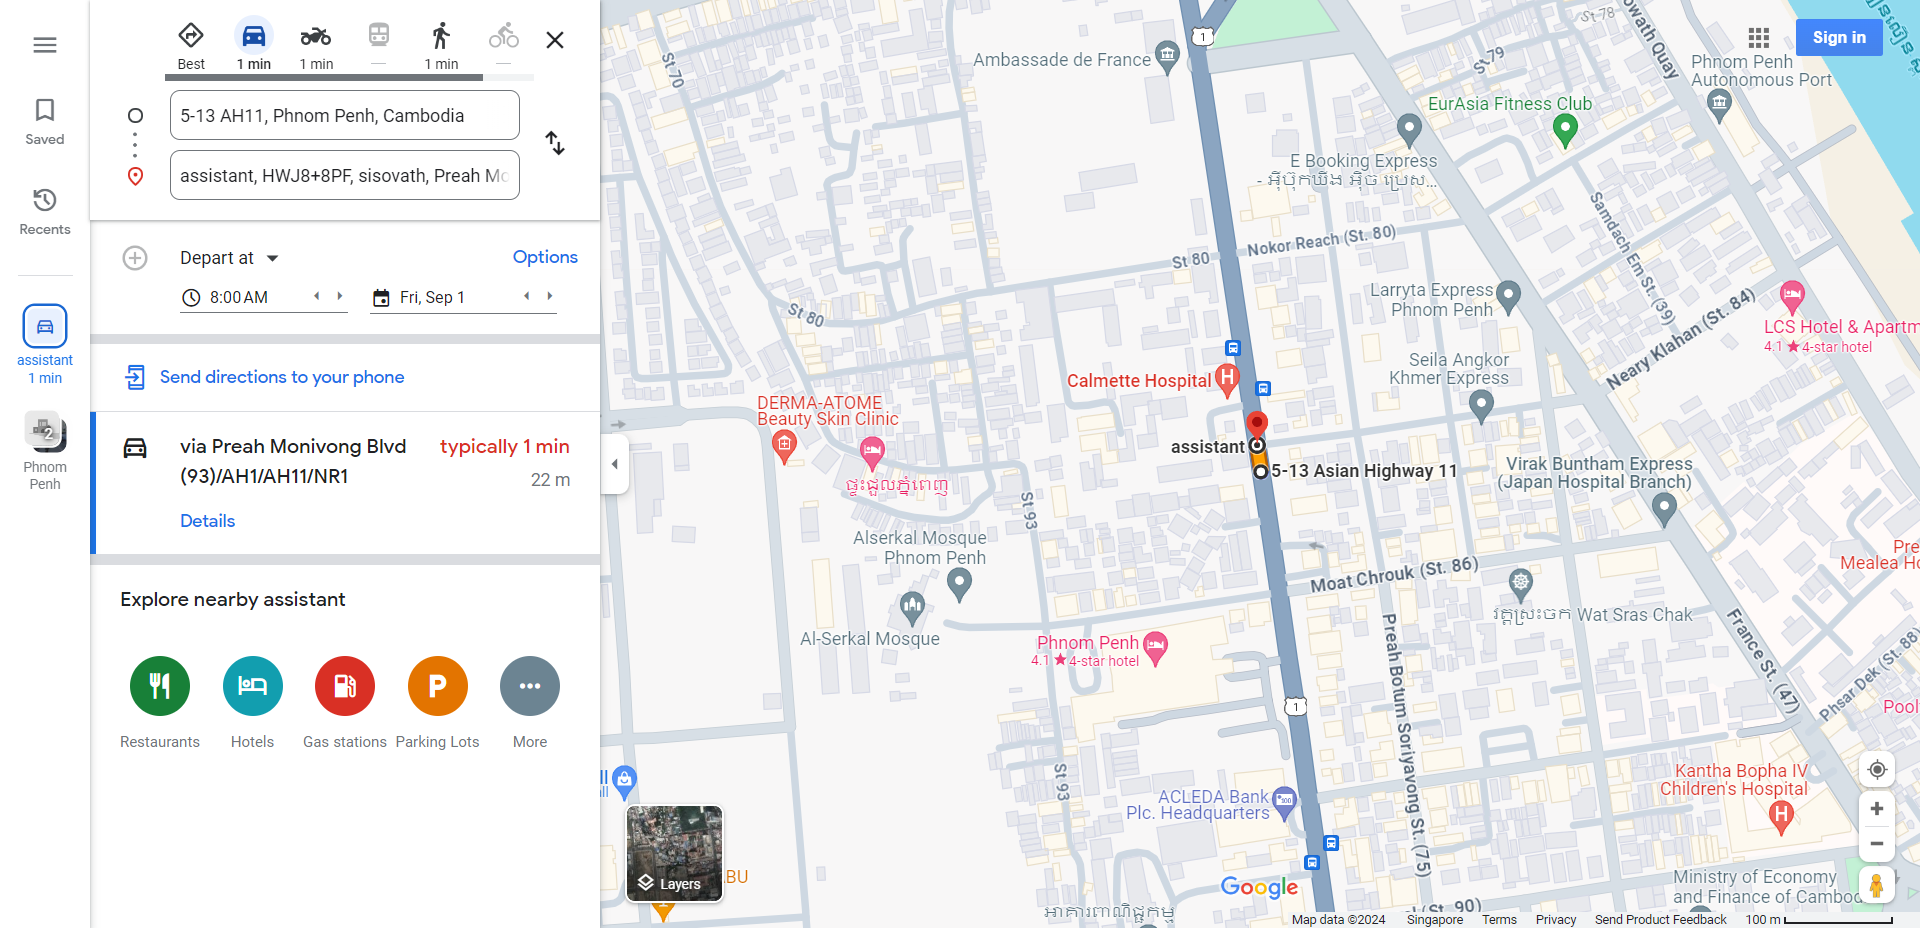 Best
1 min
1 min
—
1 min
—
Saved
Recents
assistant
1 min
2
Phnom
Penh
5-13 AH11, Phnom Penh, Cambodia
assistant, HWJ8+8PF, sisovath, Preah Mo
Depart at
Options
8:00 AM
Fri, Sep 1
Send directions to your phone
via Preah Monivong Blvd
(93)/AH1/AH11/NR1
typically 1 min
22 m
Details
Explore nearby assistant
Restaurants
Hotels
Gas stations
P
Parking Lots
More
Sign in
St 70
Ambassade de France
1
St 78
St 79
Sisowath Quay
Phnom Penh
Autonomous Port
EurAsia Fitness Club
E Booking Express
- អ៊ីប៊ុកឃីង អ៊ិច ប្រេស...
Nokor Reach (St. 80)
St 80
St 80
Samdach Em St. (39)
Larryta Express
Phnom Penh
Neary Klahan (St. 84)
LCS Hotel & Apartm
4.1 ★ 4-star hotel
Seila Angkor
Khmer Express
Calmette Hospital
H
DERMA-ATOME
Beauty Skin Clinic
assistant
5-13 Asian Highway 11
Virak Buntham Express
(Japan Hospital Branch)
ផ្ទះជួលភ្នំពេញ
St 93
Alserkal Mosque
Phnom Penh
Al-Serkal Mosque
Pre
Mealea Ho
Moat Chrouk (St. 86)
វត្តស្រះចក Wat Sras Chak
Phnom Penh
4.1 ★ 4-star hotel
Preah Botum Soriyavong St. (75)
France St. (47)
Phsar Dek (St. 88)
Pool
1
St 93
ACLEDA Bank
Plc. Headquarters
Kantha Bopha IV
Children's Hospital
H
Layers
BU
Google
Ministry of Economy
and Finance of Cambod
St. 90)
អាគារពាណិជ្ជកម្ម
Map data ©2024
Singapore
Terms
Privacy
Send Product Feedback
100 m